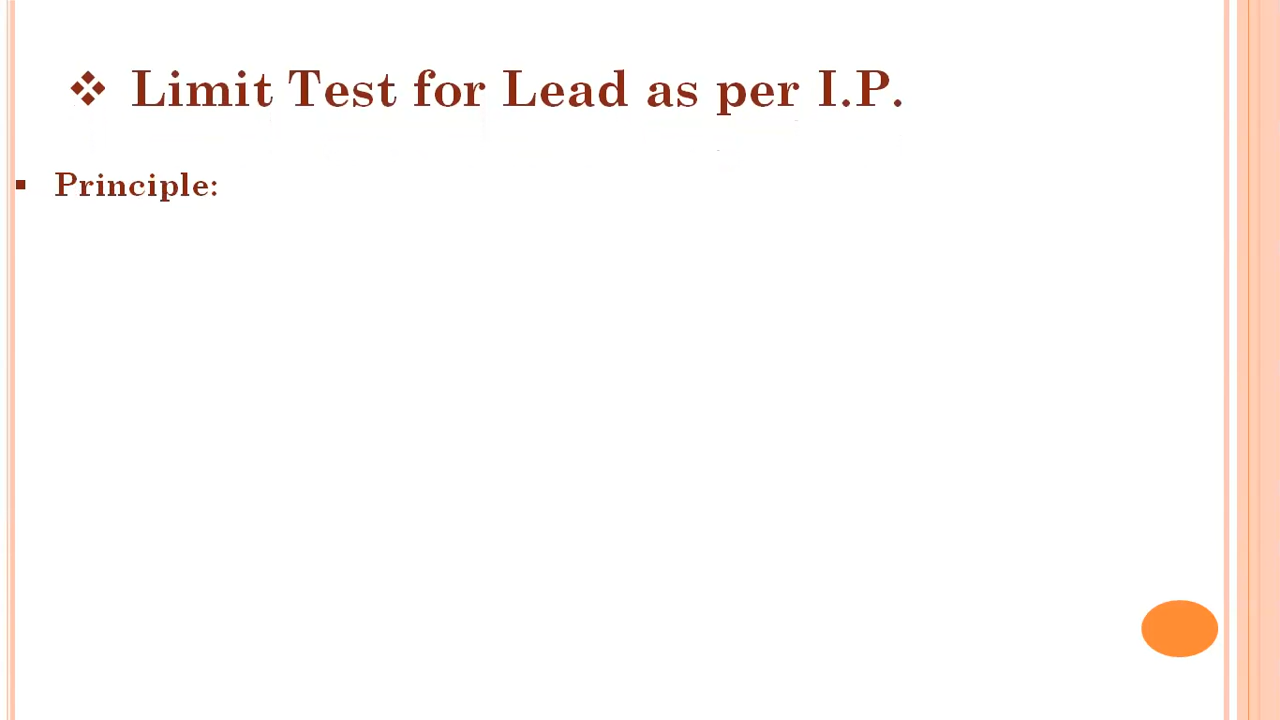 ❖ Limit Test for Lead as per I.P.
▪ Principle: